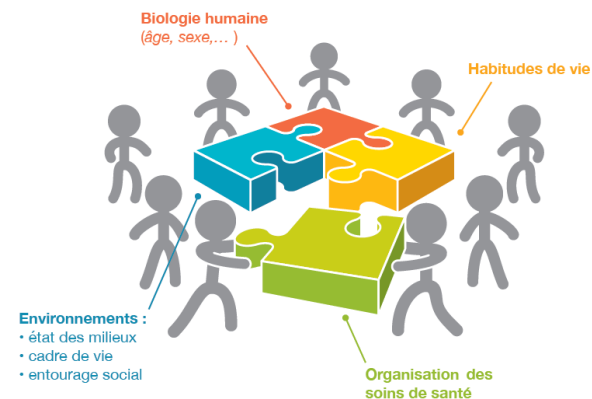 Biologie humaine
(âge, sexe,... )
Habitudes de vie
Environnements :
• état des milieux
• cadre de vie
• entourage social
Organisation des
soins de santé